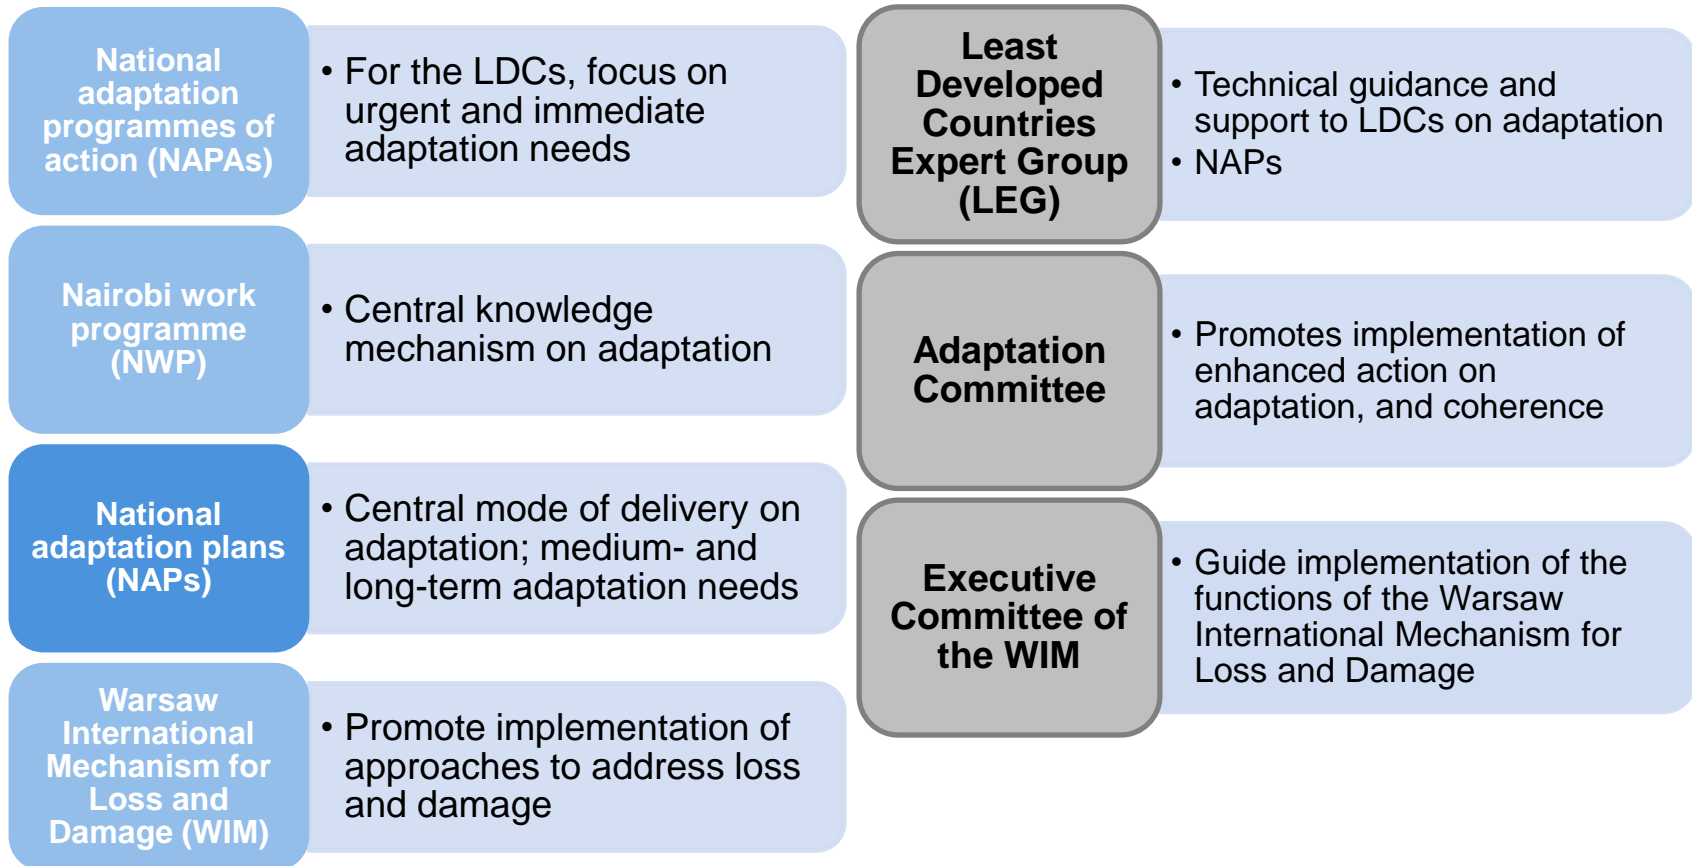 National
adaptation
programmes of
action (NAPAs)
• For the LDCs, focus on
urgent and immediate
adaptation needs
Nairobi work
programme
(NWP)
• Central knowledge
mechanism on adaptation
National
adaptation plans
(NAPs)
• Central mode of delivery on
adaptation; medium- and
long-term adaptation needs
Warsaw
International
Mechanism for
Loss and
Damage (WIM)
• Promote implementation of
approaches to address loss
and damage
Least
Developed
Countries
Expert Group
(LEG)
• Technical guidance and
support to LDCs on adaptation
• NAPs
Adaptation
Committee
• Promotes implementation of
enhanced action on
adaptation, and coherence
Executive
Committee of
the WIM
• Guide implementation of the
functions of the Warsaw
International Mechanism for
Loss and Damage